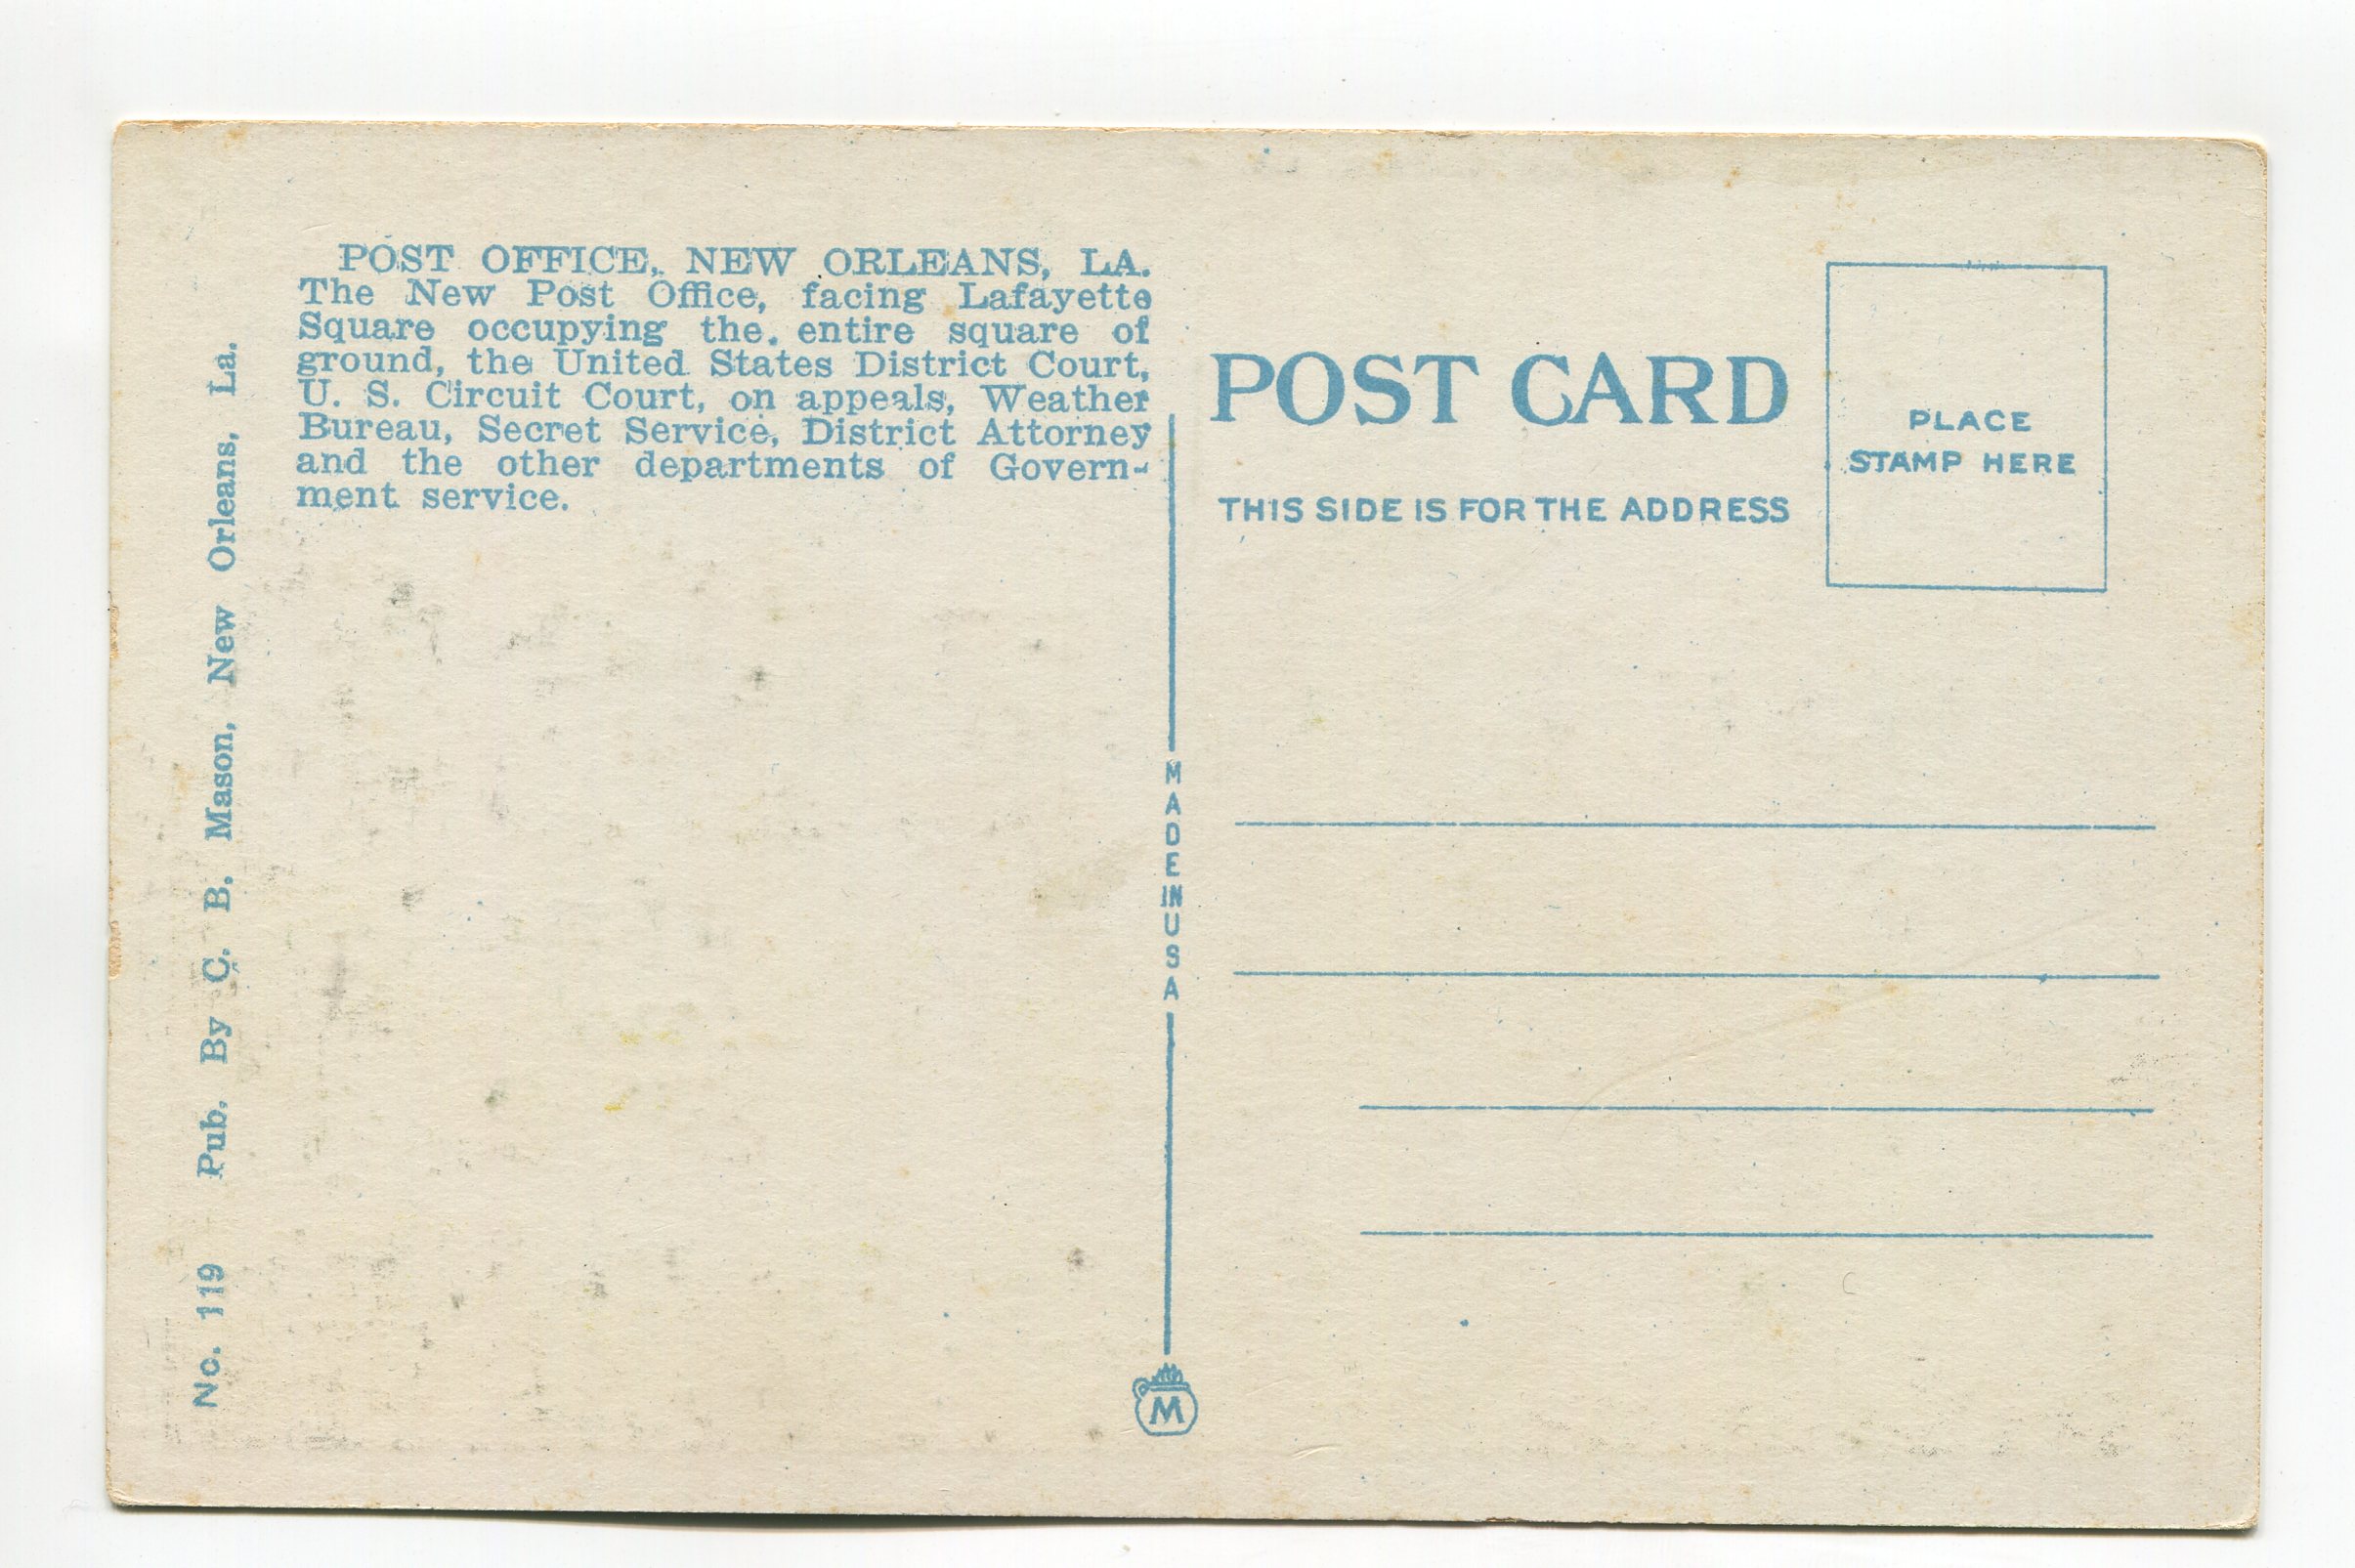 POST OFFICE, NEW ORLEANS, LA.
The New Post Office, facing Lafayette
Square occupying the entire square of
ground, the United States District Court,
U. S. Circuit Court, on appeals, Weather
Bureau, Secret Service, District Attorney
and the other departments of Govern-
ment service.
No. 119 Pub. By C. B. Mason, New Orleans, La.
POST CARD
THIS SIDE IS FOR THE ADDRESS
PLACE
STAMP HERE
MADE IN USA
M